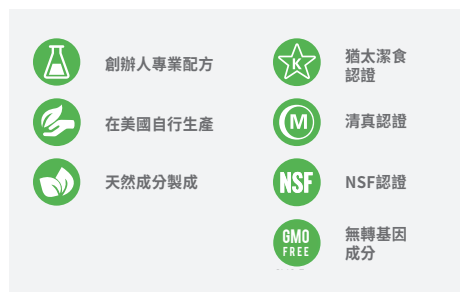 創辦人專業配方
在美國自行生產
天然成分製成
K
猶太潔食
認證
M
清真認證
NSF
NSF認證
GMO
FREE
無轉基因
成分